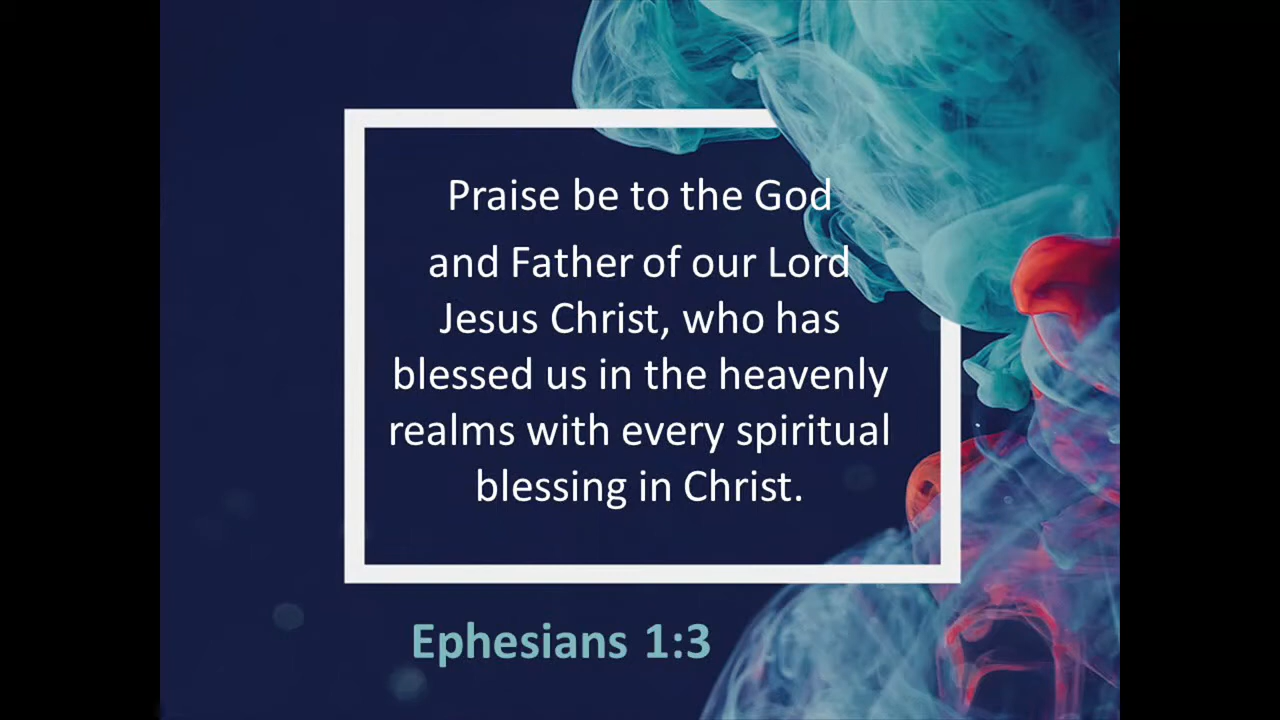 Praise be to the God
and Father of our Lord
Jesus Christ, who has
blessed us in the heavenly
realms with every spiritual
blessing in Christ.
Ephesians 1:3